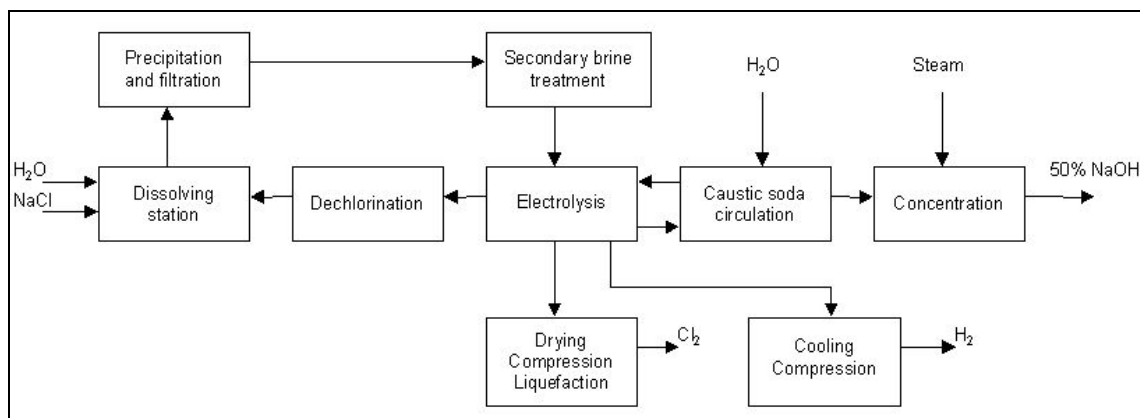 Precipitation
and filtration
Secondary brine
treatment
H₂O
Steam
H₂O
NaCl
Dissolving
station
Dechlorination
Electrolysis
Caustic soda
circulation
Concentration
50% NaOH
Drying
Compression
Liquefaction
Cl₂
Cooling
Compression
H₂